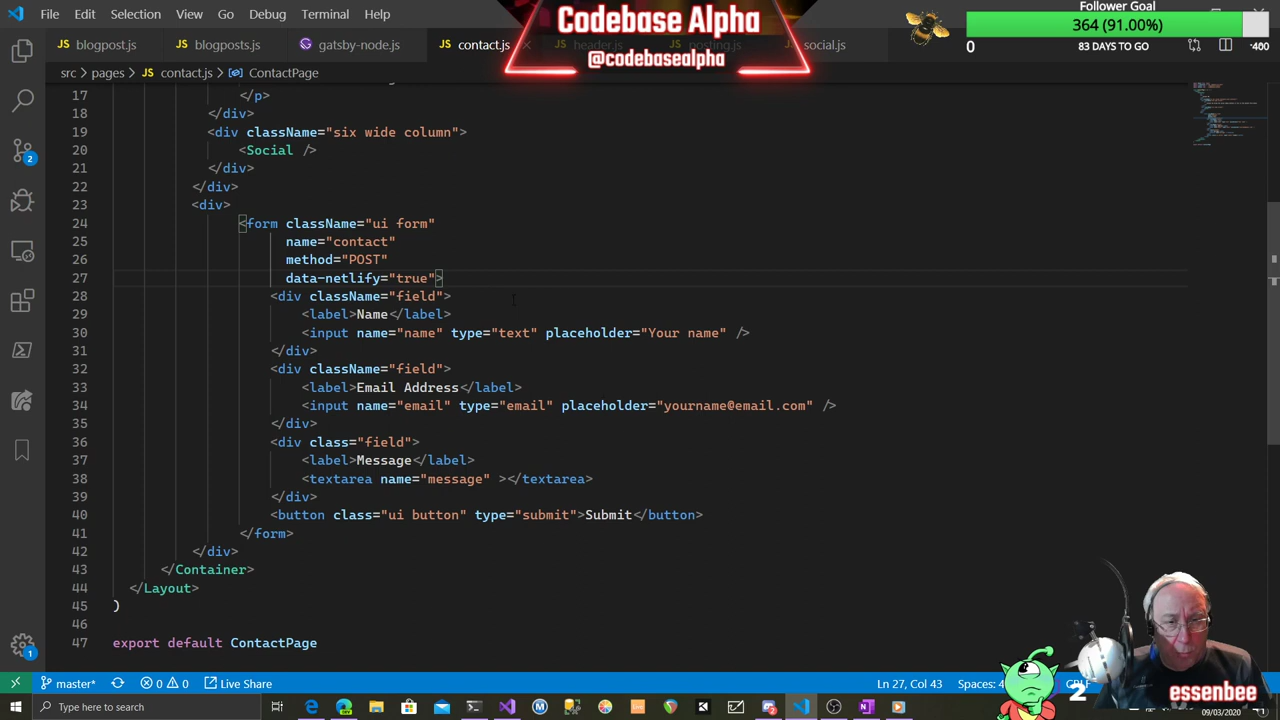 File Edit Selection View Go Debug Terminal Help
Codebase Alpha
@codebasealpha
Follower Goal
364 (91.00%)
0 83 DAYS TO GO 400
blogpost.js blogposts.js gatsby-node.js contact.js header.js posting.js social.js
src > pages > contact.js > ContactPage
17 </p>
18 </div>
19 <div className="six wide column">
20 <Social />
21 </div>
22 </div>
23 <div>
24 <form className="ui form"
25 name="contact"
26 method="POST"
27 data-netlify="true">
28 <div className="field">
29 <label>Name</label>
30 <input name="name" type="text" placeholder="Your name" />
31 </div>
32 <div className="field">
33 <label>Email Address</label>
34 <input name="email" type="email" placeholder="yourname@email.com" />
35 </div>
36 <div class="field">
37 <label>Message</label>
38 <textarea name="message" ></textarea>
39 </div>
40 <button class="ui button" type="submit">Submit</button>
41 </form>
42 </div>
43 </Container>
44 </Layout>
45 )
46
47 export default ContactPage
2
1
master* 0 0 Live Share Ln 27, Col 43 Spaces: 4 CRLF
2
essenbee
Type here to search
09/03/2020